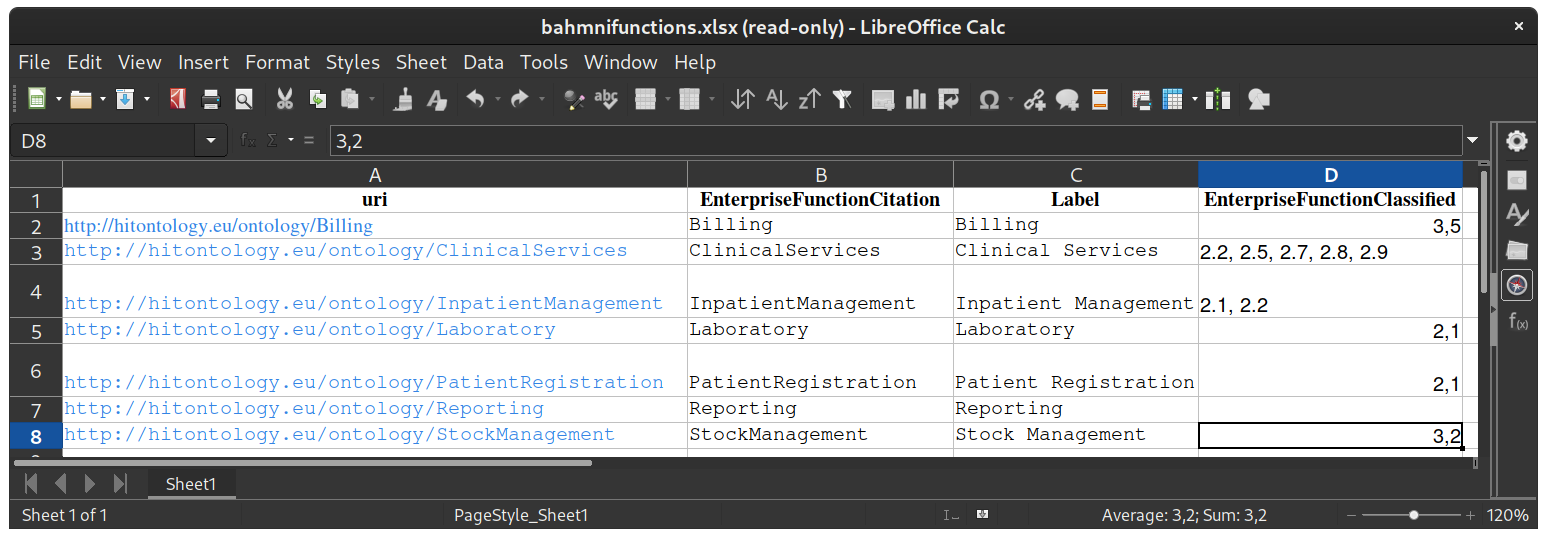 bahmnifunctions.xlsx (read-only) - LibreOffice Calc ×
File Edit View Insert Format Styles Sheet Data Tools Window Help
D8 fx Σ = 3,2
A B C D
1 uri EnterpriseFunctionCitation Label EnterpriseFunctionClassified
2 http://hitontology.eu/ontology/Billing Billing Billing 3,5
3 http://hitontology.eu/ontology/ClinicalServices ClinicalServices Clinical Services 2.2, 2.5, 2.7, 2.8, 2.9
4 http://hitontology.eu/ontology/InpatientManagement InpatientManagement Inpatient Management 2.1, 2.2
5 http://hitontology.eu/ontology/Laboratory Laboratory Laboratory 2,1
6 http://hitontology.eu/ontology/PatientRegistration PatientRegistration Patient Registration 2,1
7 http://hitontology.eu/ontology/Reporting Reporting Reporting
8 http://hitontology.eu/ontology/StockManagement StockManagement Stock Management 3,2
Sheet1
Sheet 1 of 1 PageStyle_Sheet1 Average: 3,2; Sum: 3,2 120%